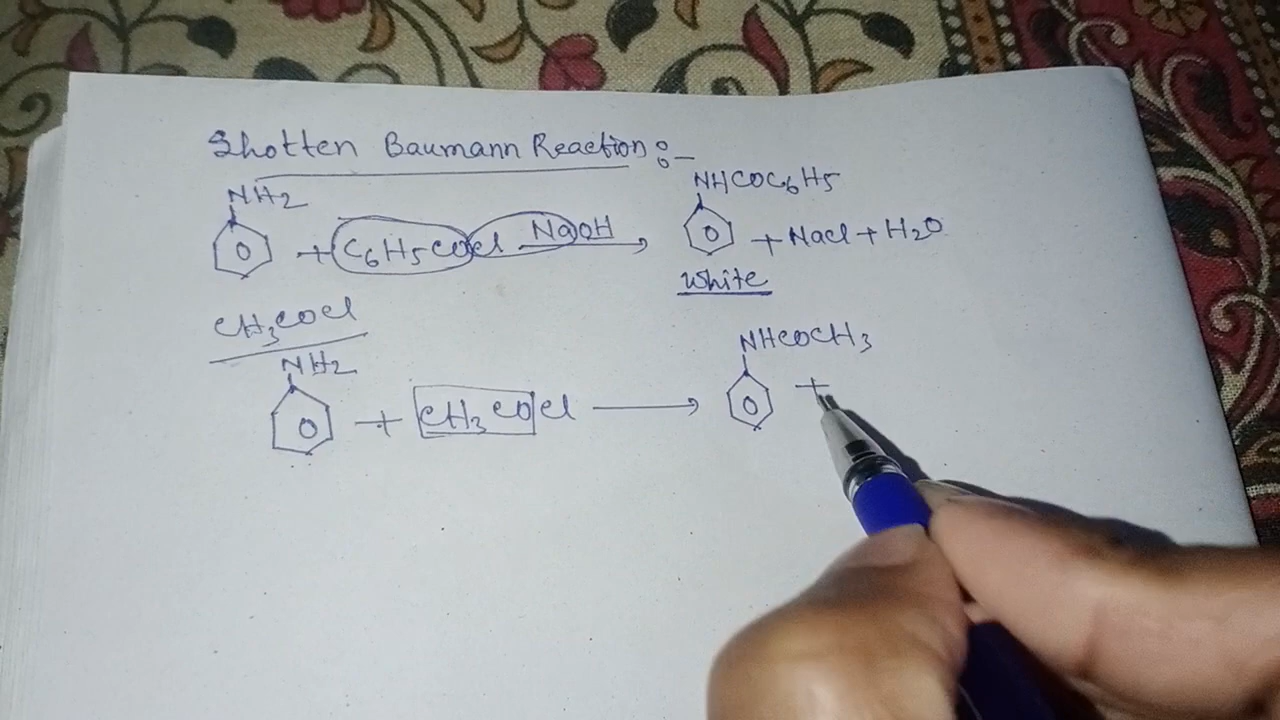 Shotten Baumann Reaction :-
NH2 NHCOC6H5
+ C6H5COCl NaOH + NaCl + H2O
White
CH3COCl
NH2 NHCOCH3
+ CH3COCl +